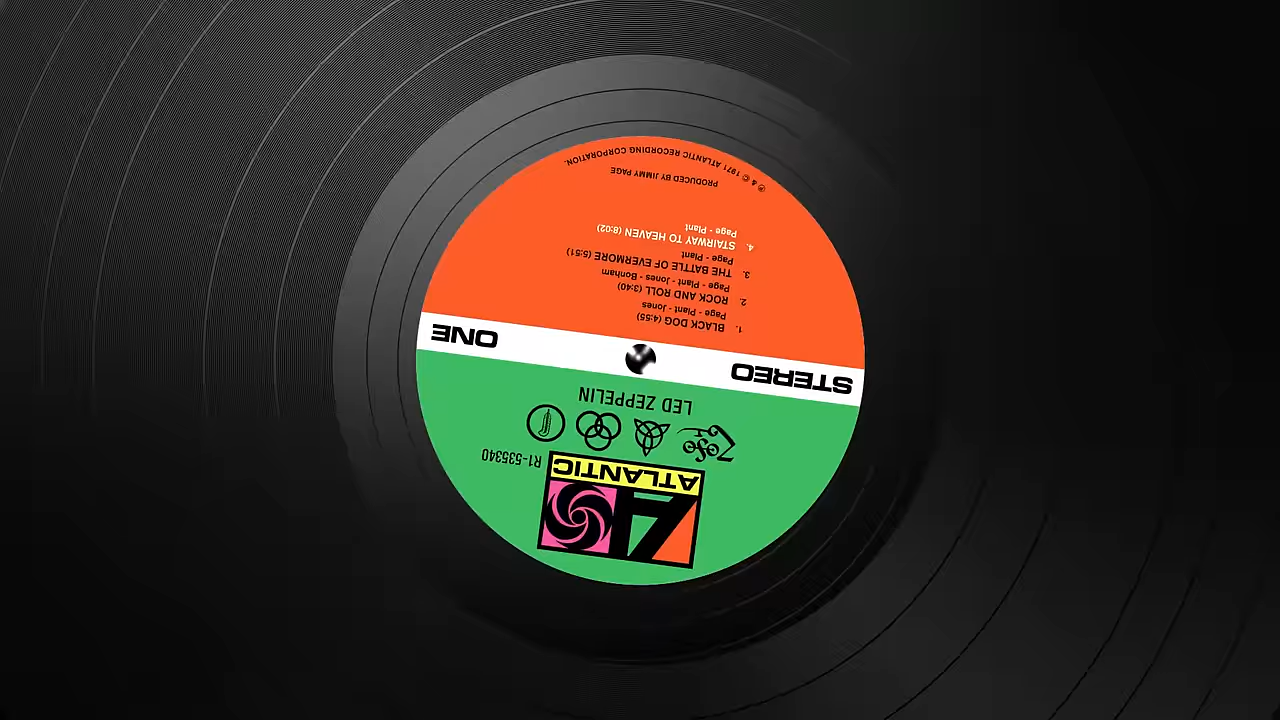 ATLANTIC
R1-535340
LED ZEPPELIN
STEREO ONE
1. BLACK DOG (4:55)
Page - Plant - Jones
2. ROCK AND ROLL (3:40)
Page - Plant - Jones - Bonham
3. THE BATTLE OF EVERMORE (5:51)
Page - Plant
4. STAIRWAY TO HEAVEN (8:02)
Page - Plant
PRODUCED BY JIMMY PAGE
℗ & © 1971 ATLANTIC RECORDING CORPORATION.